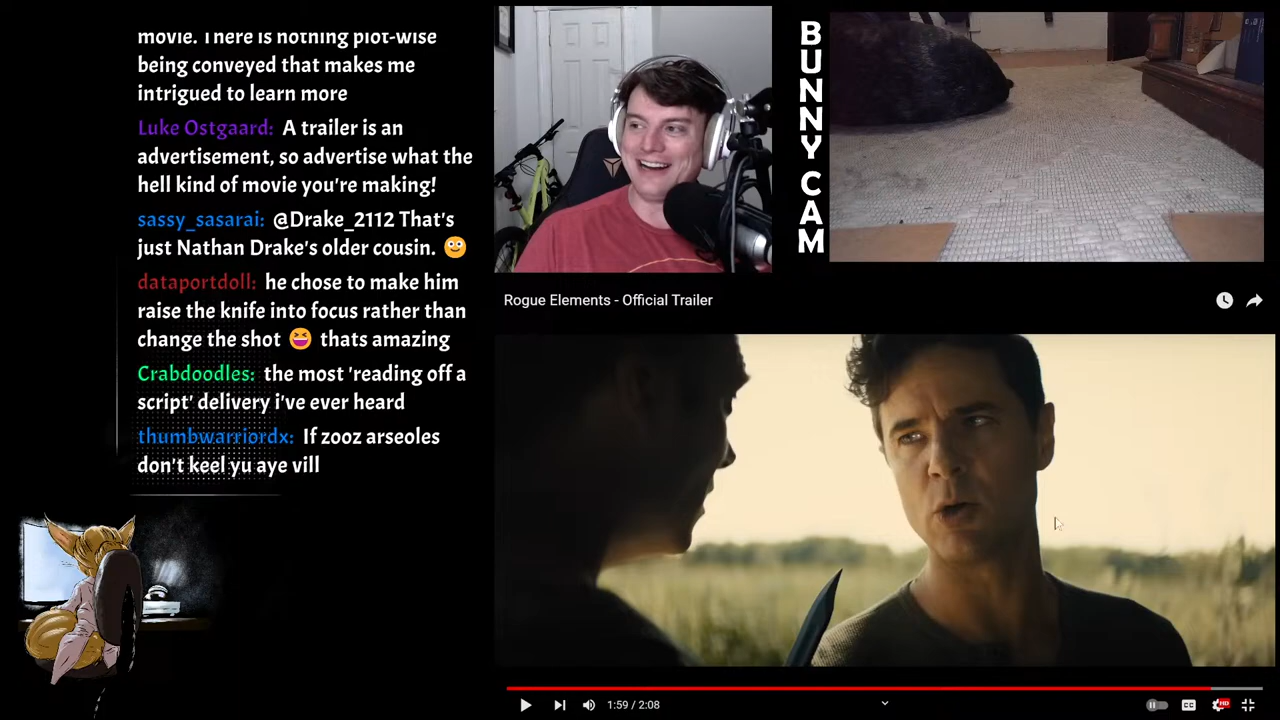 movie. There is nothing plot-wise
being conveyed that makes me
intrigued to learn more
Luke Ostgaard: A trailer is an
advertisement, so advertise what the
hell kind of movie you're making!
sassy_sasarai: @Drake_2112 That's
just Nathan Drake's older cousin. 🙂
dataportdoll: he chose to make him
raise the knife into focus rather than
change the shot 😆 thats amazing
Crabdoodles: the most 'reading off a
script' delivery i've ever heard
thumbwarriordx: If zooz arseoles
don't keel yu aye vill
BUNNY CAM
Rogue Elements - Official Trailer
1:59 / 2:08
CC
HD